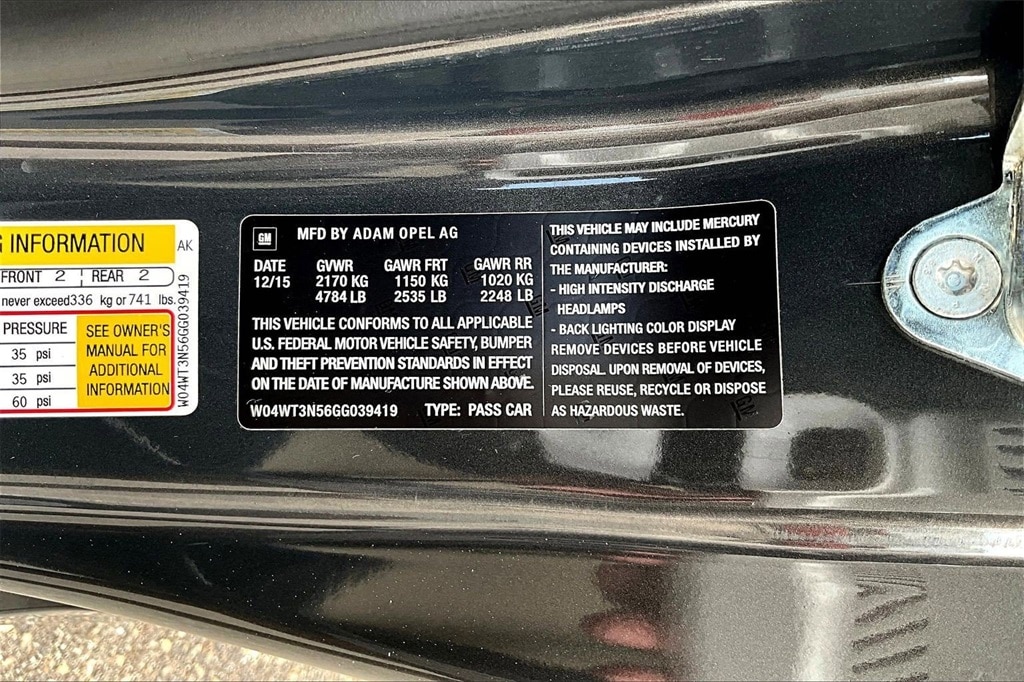 G INFORMATION
AK
FRONT 2 REAR 2
never exceed336 kg or 741 lbs.
PRESSURE
35 psi
35 psi
60 psi
SEE OWNER'S
MANUAL FOR
ADDITIONAL
INFORMATION
W04WT3N56GG039419
GM MFD BY ADAM OPEL AG
DATE GVWR GAWR FRT GAWR RR
12/15 2170 KG 1150 KG 1020 KG
4784 LB 2535 LB 2248 LB
THIS VEHICLE CONFORMS TO ALL APPLICABLE
U.S. FEDERAL MOTOR VEHICLE SAFETY, BUMPER
AND THEFT PREVENTION STANDARDS IN EFFECT
ON THE DATE OF MANUFACTURE SHOWN ABOVE.
W04WT3N56GG039419 TYPE: PASS CAR
THIS VEHICLE MAY INCLUDE MERCURY
CONTAINING DEVICES INSTALLED BY
THE MANUFACTURER:
- HIGH INTENSITY DISCHARGE
HEADLAMPS
- BACK LIGHTING COLOR DISPLAY
REMOVE DEVICES BEFORE VEHICLE
DISPOSAL. UPON REMOVAL OF DEVICES,
PLEASE REUSE, RECYCLE OR DISPOSE
AS HAZARDOUS WASTE.